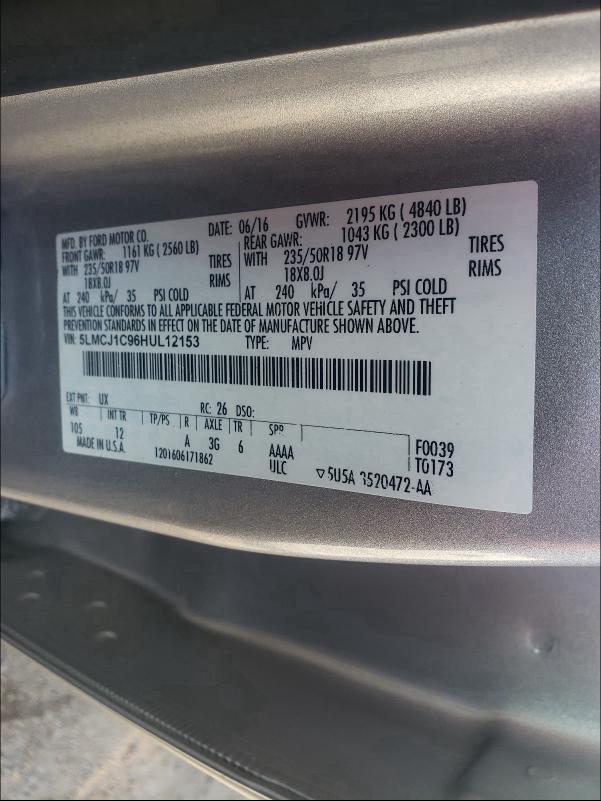 MFD. BY FORD MOTOR CO. DATE: 06/16 GVWR: 2195 KG ( 4840 LB)
FRONT GAWR: 1161 KG ( 2560 LB) REAR GAWR: 1043 KG ( 2300 LB)
WITH 235/50R18 97V TIRES WITH 235/50R18 97V TIRES
18X8.0J RIMS 18X8.0J RIMS
AT 240 kPa/ 35 PSI COLD AT 240 kPa/ 35 PSI COLD
THIS VEHICLE CONFORMS TO ALL APPLICABLE FEDERAL MOTOR VEHICLE SAFETY AND THEFT
PREVENTION STANDARDS IN EFFECT ON THE DATE OF MANUFACTURE SHOWN ABOVE.
VIN: 5LMCJ1C96HUL12153 TYPE: MPV
EXT PNT: UX RC: 26 DSO:
WB INT TR TP/PS R AXLE TR SPR
105 12 A 3G 6 AAAA F0039
MADE IN U.S.A. 1201606171862 ULC T0173
▽5U5A 3520472-AA